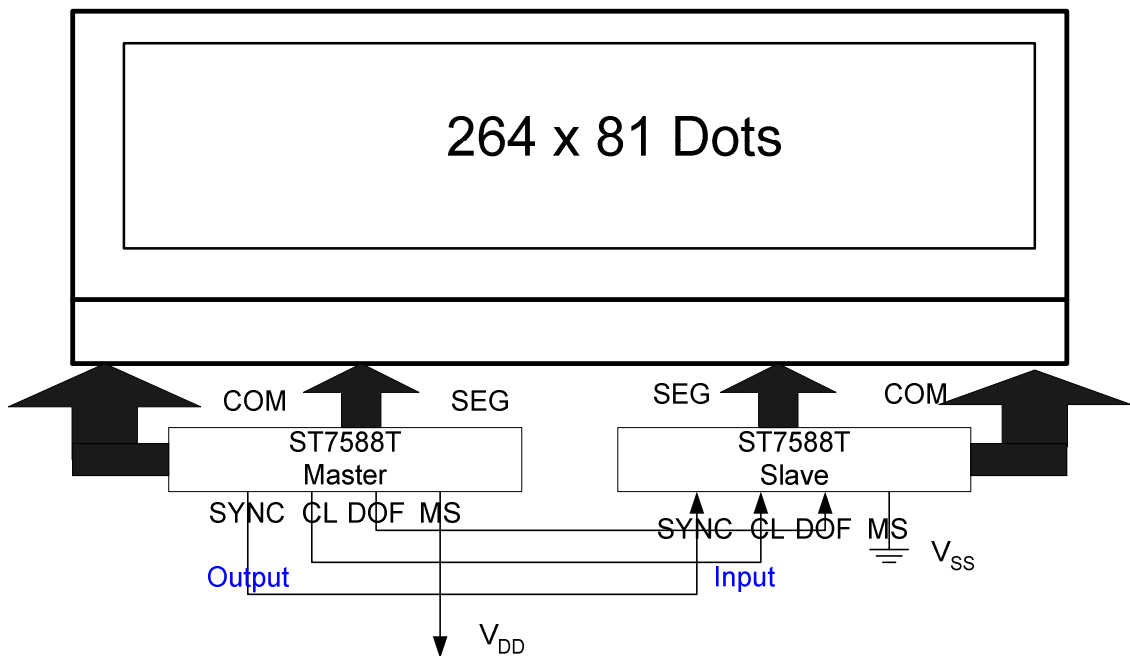 264 x 81 Dots
COM SEG SEG COM
ST7588T ST7588T
Master Slave
SYNC CL DOF MS SYNC CL DOF MS
Output Input VSS
VDD